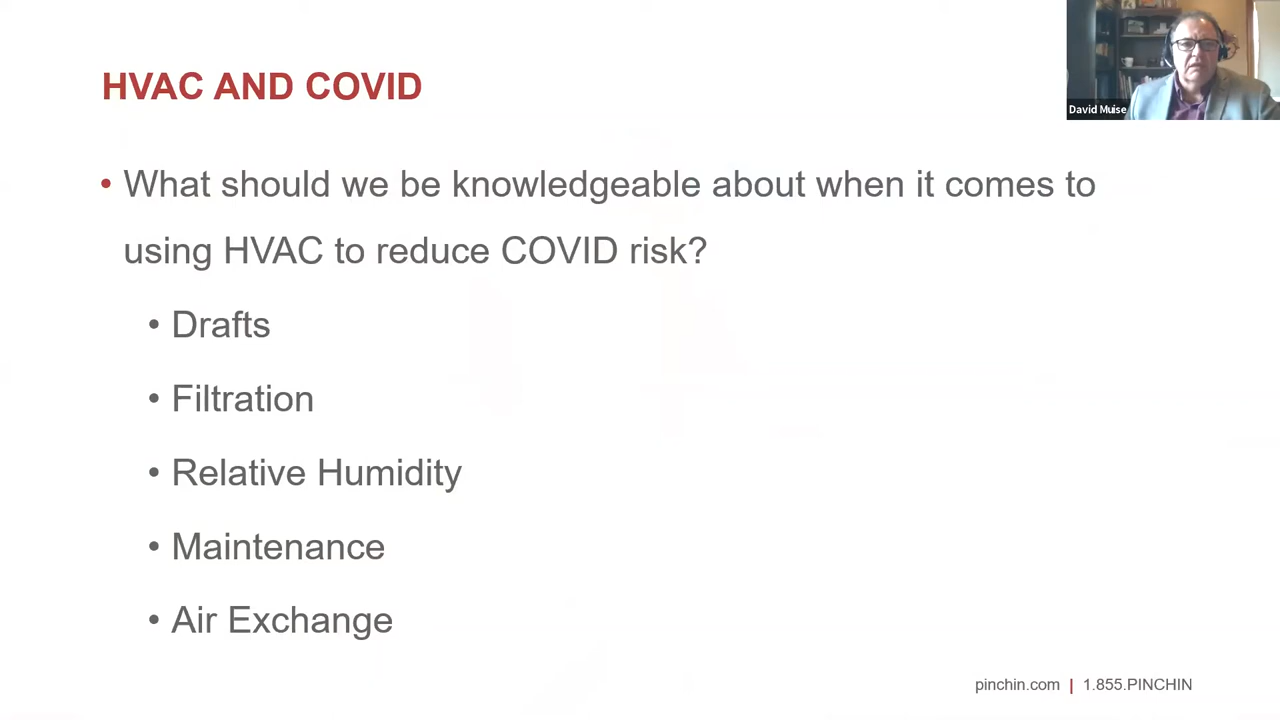 HVAC AND COVID
David Muise
• What should we be knowledgeable about when it comes to
using HVAC to reduce COVID risk?
• Drafts
• Filtration
• Relative Humidity
• Maintenance
• Air Exchange
pinchin.com | 1.855.PINCHIN